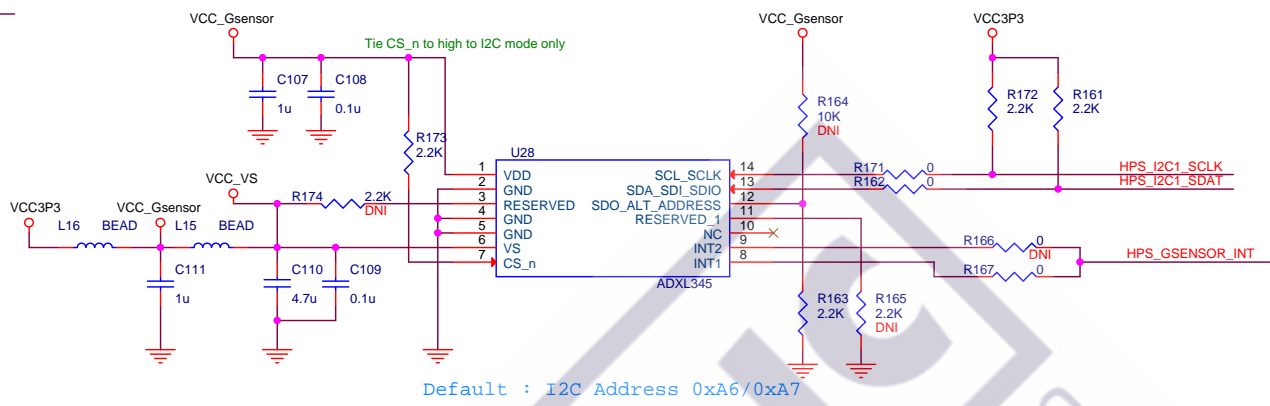 VCC_Gsensor
VCC_Gsensor
VCC3P3
Tie CS_n to high to I2C mode only
C107
1u
C108
0.1u
R164
10K
DNI
R172
2.2K
R161
2.2K
R173
2.2K
U28
1 VDD
2 GND
3 RESERVED
4 GND
5 GND
6 VS
7 CS_n
SCL_SCLK 14
SDA_SDI_SDIO 13
SDO_ALT_ADDRESS 12
RESERVED_1 11
NC 10
INT2 9
INT1 8
ADXL345
R171 0
R162 0
HPS_I2C1_SCLK
HPS_I2C1_SDAT
VCC_VS
R174 2.2K
DNI
VCC3P3
VCC_Gsensor
L16 BEAD
L15 BEAD
C111
1u
C110
4.7u
C109
0.1u
R166 0
DNI
R167 0
HPS_GSENSOR_INT
R163
2.2K
R165
2.2K
DNI
Default : I2C Address 0xA6/0xA7